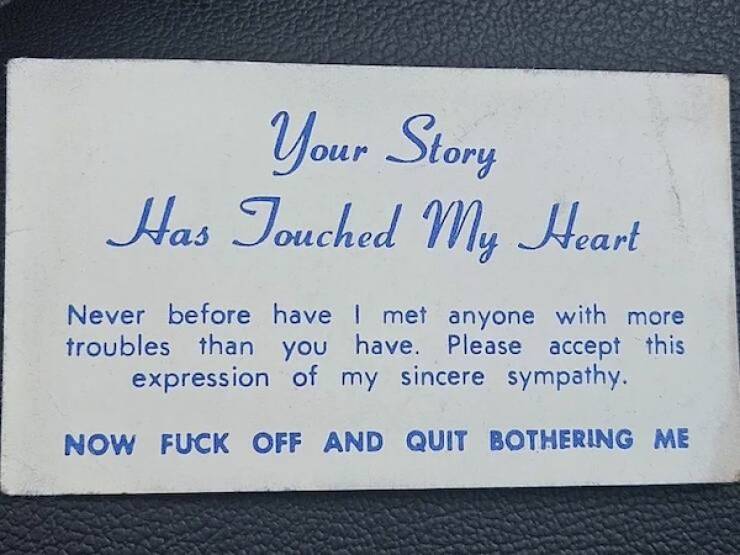 Your Story
Has Touched My Heart
Never before have I met anyone with more
troubles than you have. Please accept this
expression of my sincere sympathy.
NOW FUCK OFF AND QUIT BOTHERING ME